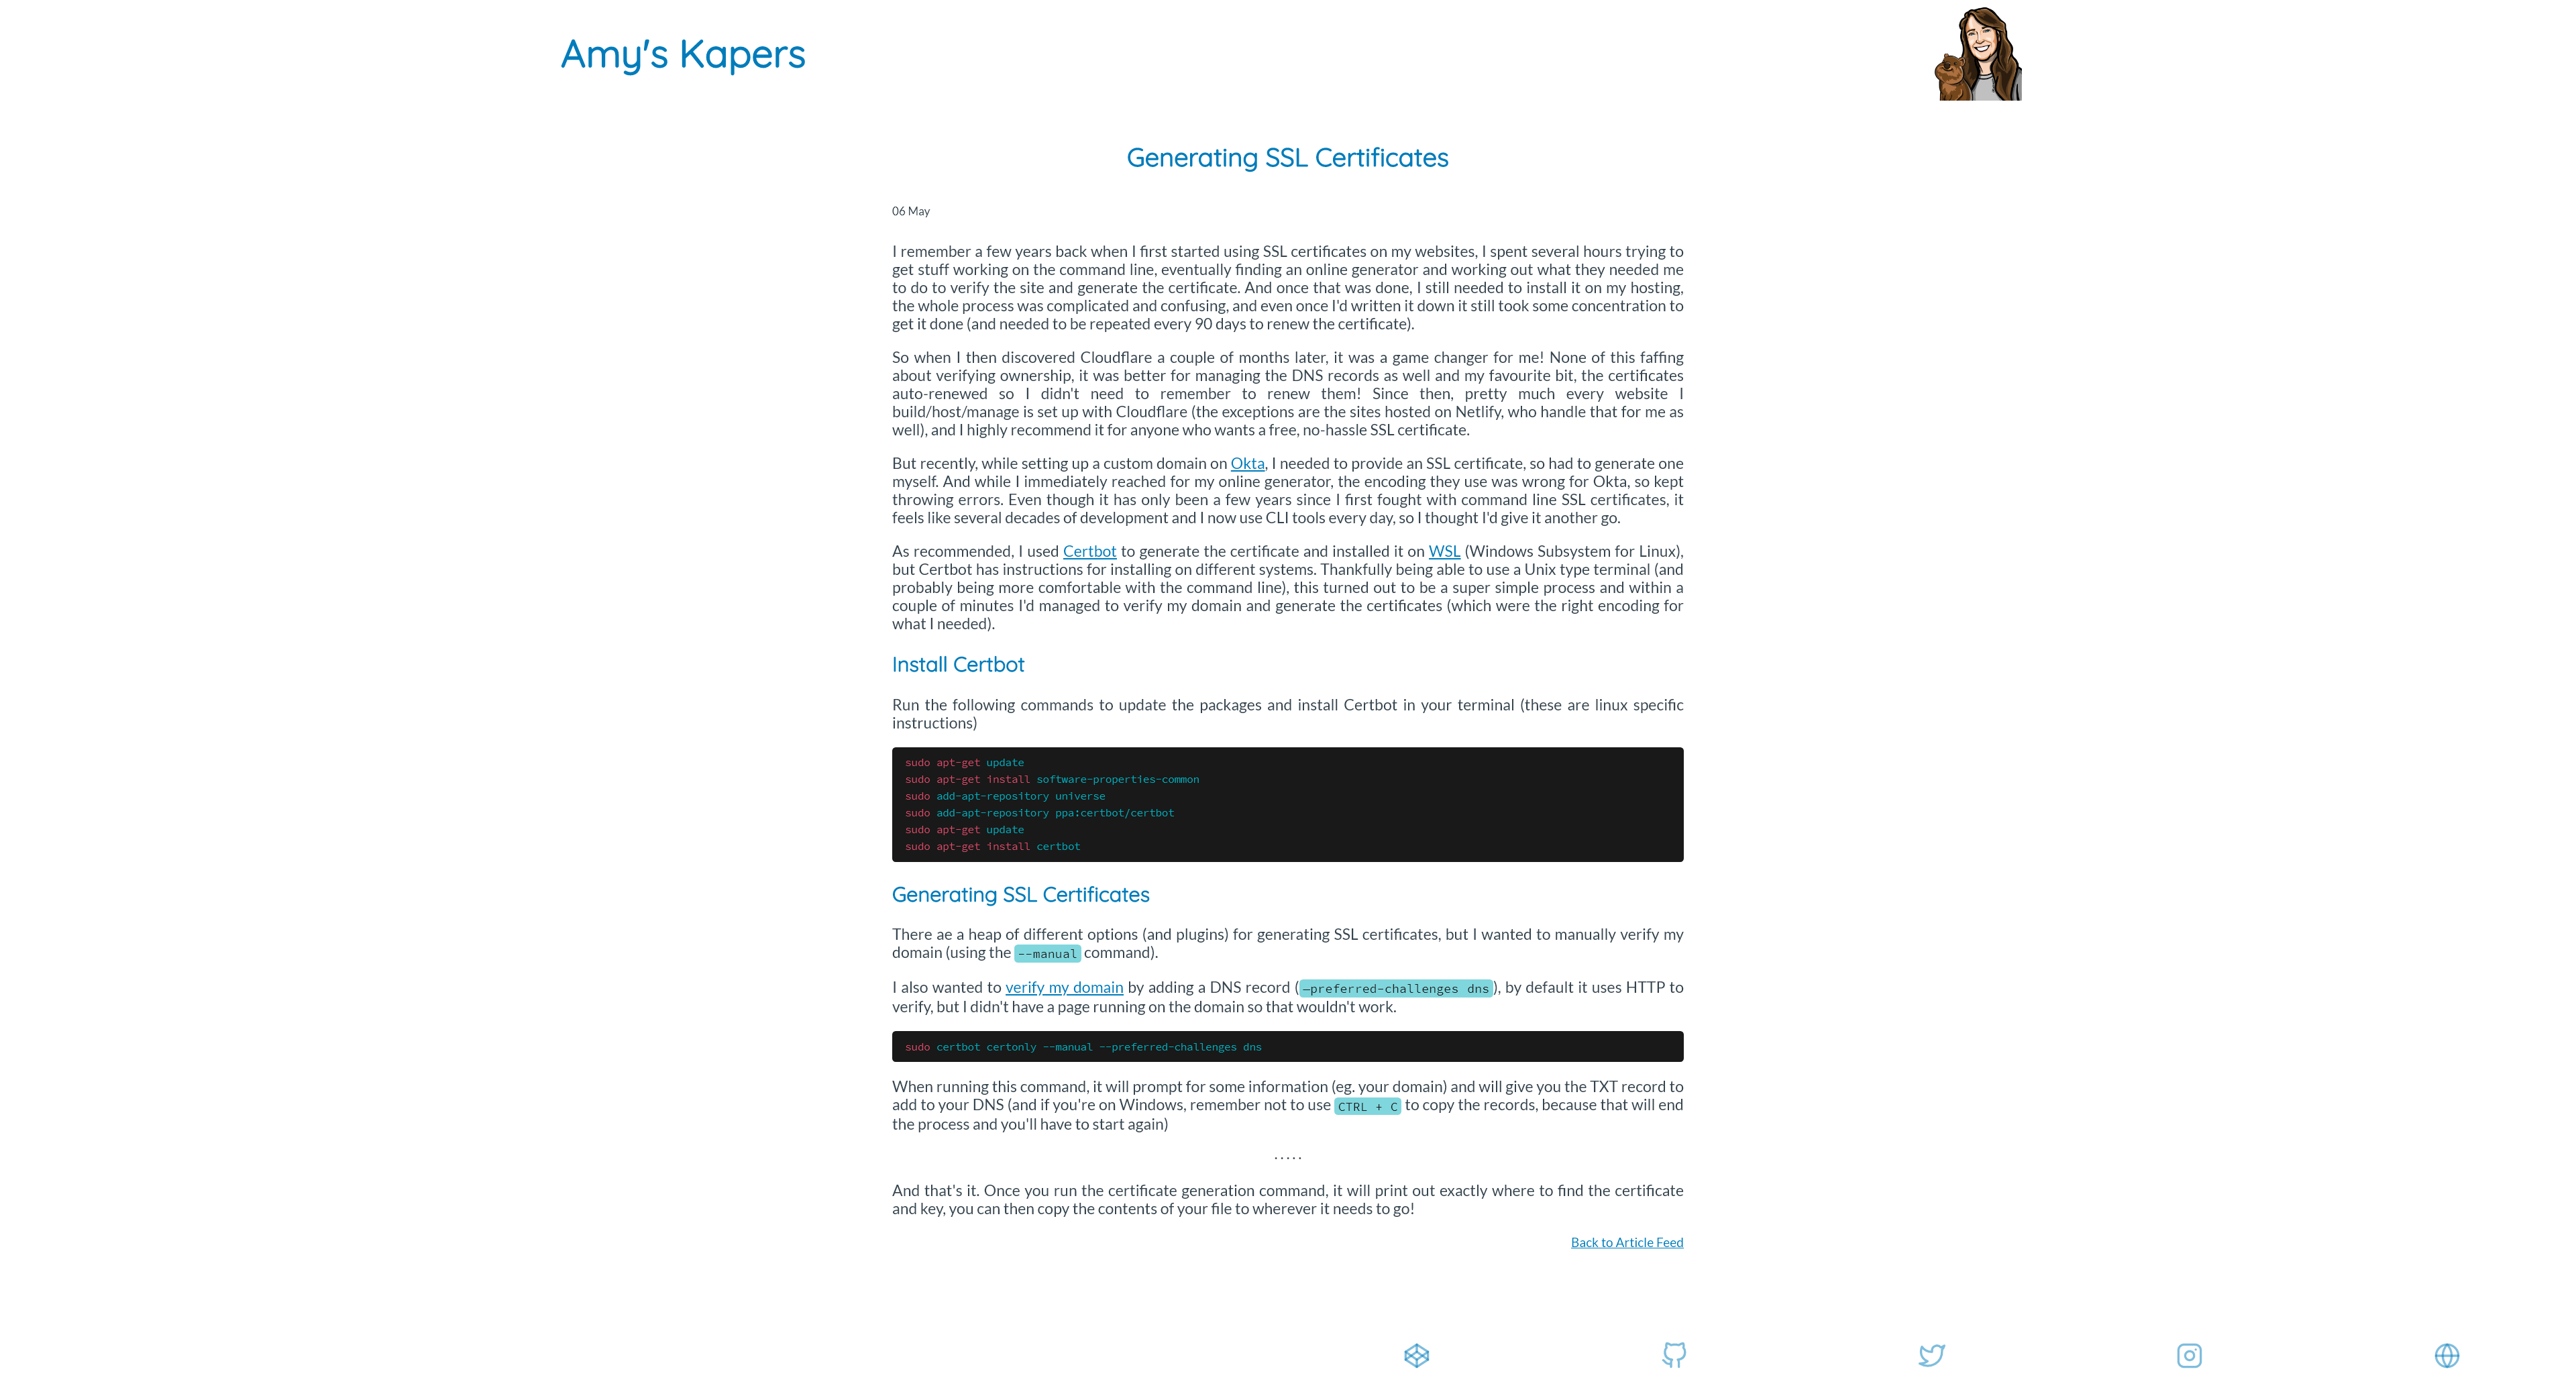 Amy's Kapers
Generating SSL Certificates
06 May
I remember a few years back when I first started using SSL certificates on my websites, I spent several hours trying to
get stuff working on the command line, eventually finding an online generator and working out what they needed me
to do to verify the site and generate the certificate. And once that was done, I still needed to install it on my hosting,
the whole process was complicated and confusing, and even once I'd written it down it still took some concentration to
get it done (and needed to be repeated every 90 days to renew the certificate).
So when I then discovered Cloudflare a couple of months later, it was a game changer for me! None of this faffing
about verifying ownership, it was better for managing the DNS records as well and my favourite bit, the certificates
auto-renewed so I didn't need to remember to renew them! Since then, pretty much every website I
build/host/manage is set up with Cloudflare (the exceptions are the sites hosted on Netlify, who handle that for me as
well), and I highly recommend it for anyone who wants a free, no-hassle SSL certificate.
But recently, while setting up a custom domain on Okta, I needed to provide an SSL certificate, so had to generate one
myself. And while I immediately reached for my online generator, the encoding they use was wrong for Okta, so kept
throwing errors. Even though it has only been a few years since I first fought with command line SSL certificates, it
feels like several decades of development and I now use CLI tools every day, so I thought I'd give it another go.
As recommended, I used Certbot to generate the certificate and installed it on WSL (Windows Subsystem for Linux),
but Certbot has instructions for installing on different systems. Thankfully being able to use a Unix type terminal (and
probably being more comfortable with the command line), this turned out to be a super simple process and within a
couple of minutes I'd managed to verify my domain and generate the certificates (which were the right encoding for
what I needed).
Install Certbot
Run the following commands to update the packages and install Certbot in your terminal (these are linux specific
instructions)
sudo apt-get update
sudo apt-get install software-properties-common
sudo add-apt-repository universe
sudo add-apt-repository ppa:certbot/certbot
sudo apt-get update
sudo apt-get install certbot
Generating SSL Certificates
There ae a heap of different options (and plugins) for generating SSL certificates, but I wanted to manually verify my
domain (using the --manual command).
I also wanted to verify my domain by adding a DNS record (—preferred-challenges dns), by default it uses HTTP to
verify, but I didn't have a page running on the domain so that wouldn't work.
sudo certbot certonly --manual --preferred-challenges dns
When running this command, it will prompt for some information (eg. your domain) and will give you the TXT record to
add to your DNS (and if you're on Windows, remember not to use CTRL + C to copy the records, because that will end
the process and you'll have to start again)
.....
And that's it. Once you run the certificate generation command, it will print out exactly where to find the certificate
and key, you can then copy the contents of your file to wherever it needs to go!
Back to Article Feed